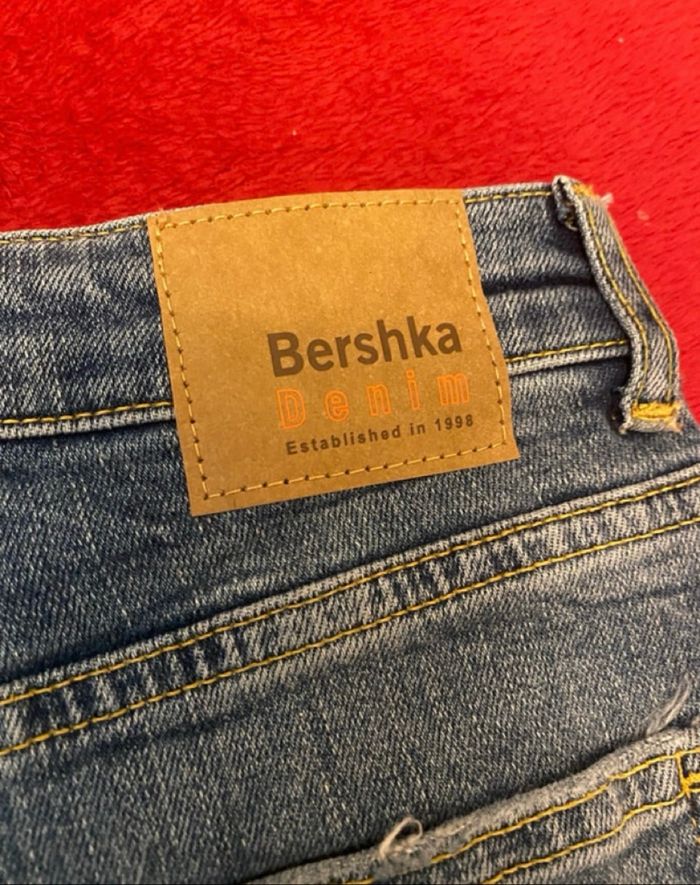 Bershka
Denim
Established in 1998